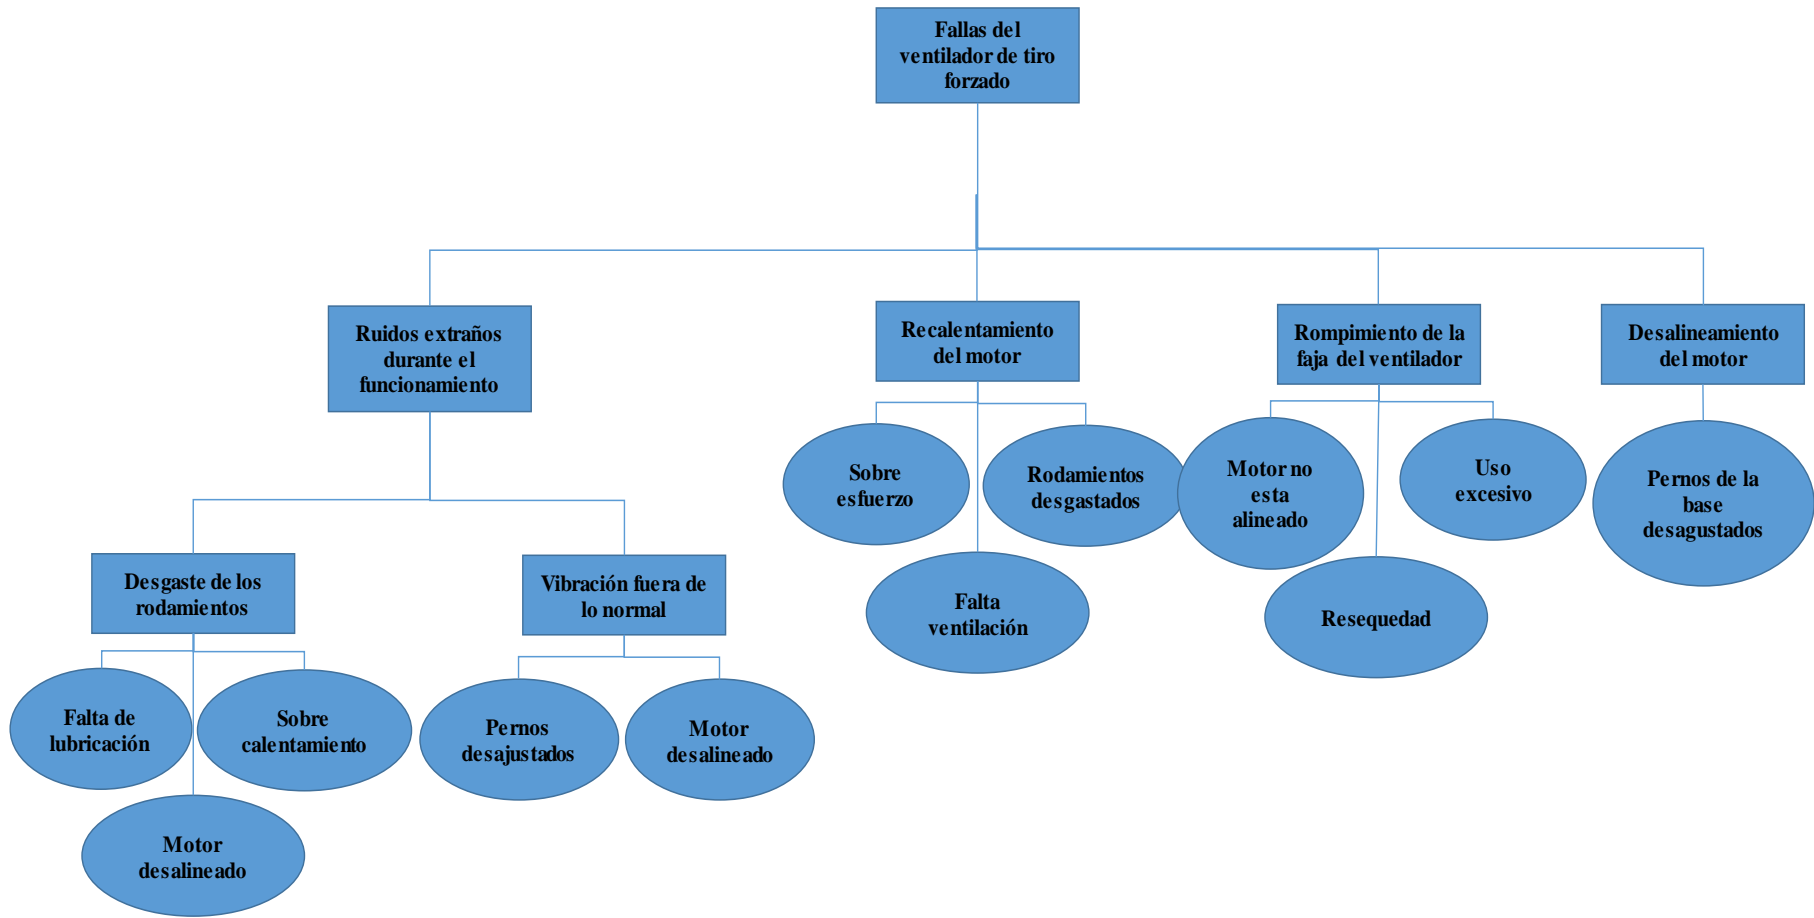 Fallas del
ventilador de tiro
forzado
Ruidos extraños
durante el
funcionamiento
Recalentamiento
del motor
Rompimiento de la
faja del ventilador
Desalineamiento
del motor
Sobre
esfuerzo
Rodamientos
desgastados
Motor no
esta
alineado
Uso
excesivo
Pernos de la
base
desagustados
Falta
ventilación
Resequedad
Desgaste de los
rodamientos
Vibración fuera de
lo normal
Falta de
lubricación
Sobre
calentamiento
Pernos
desajustados
Motor
desalineado
Motor
desalineado